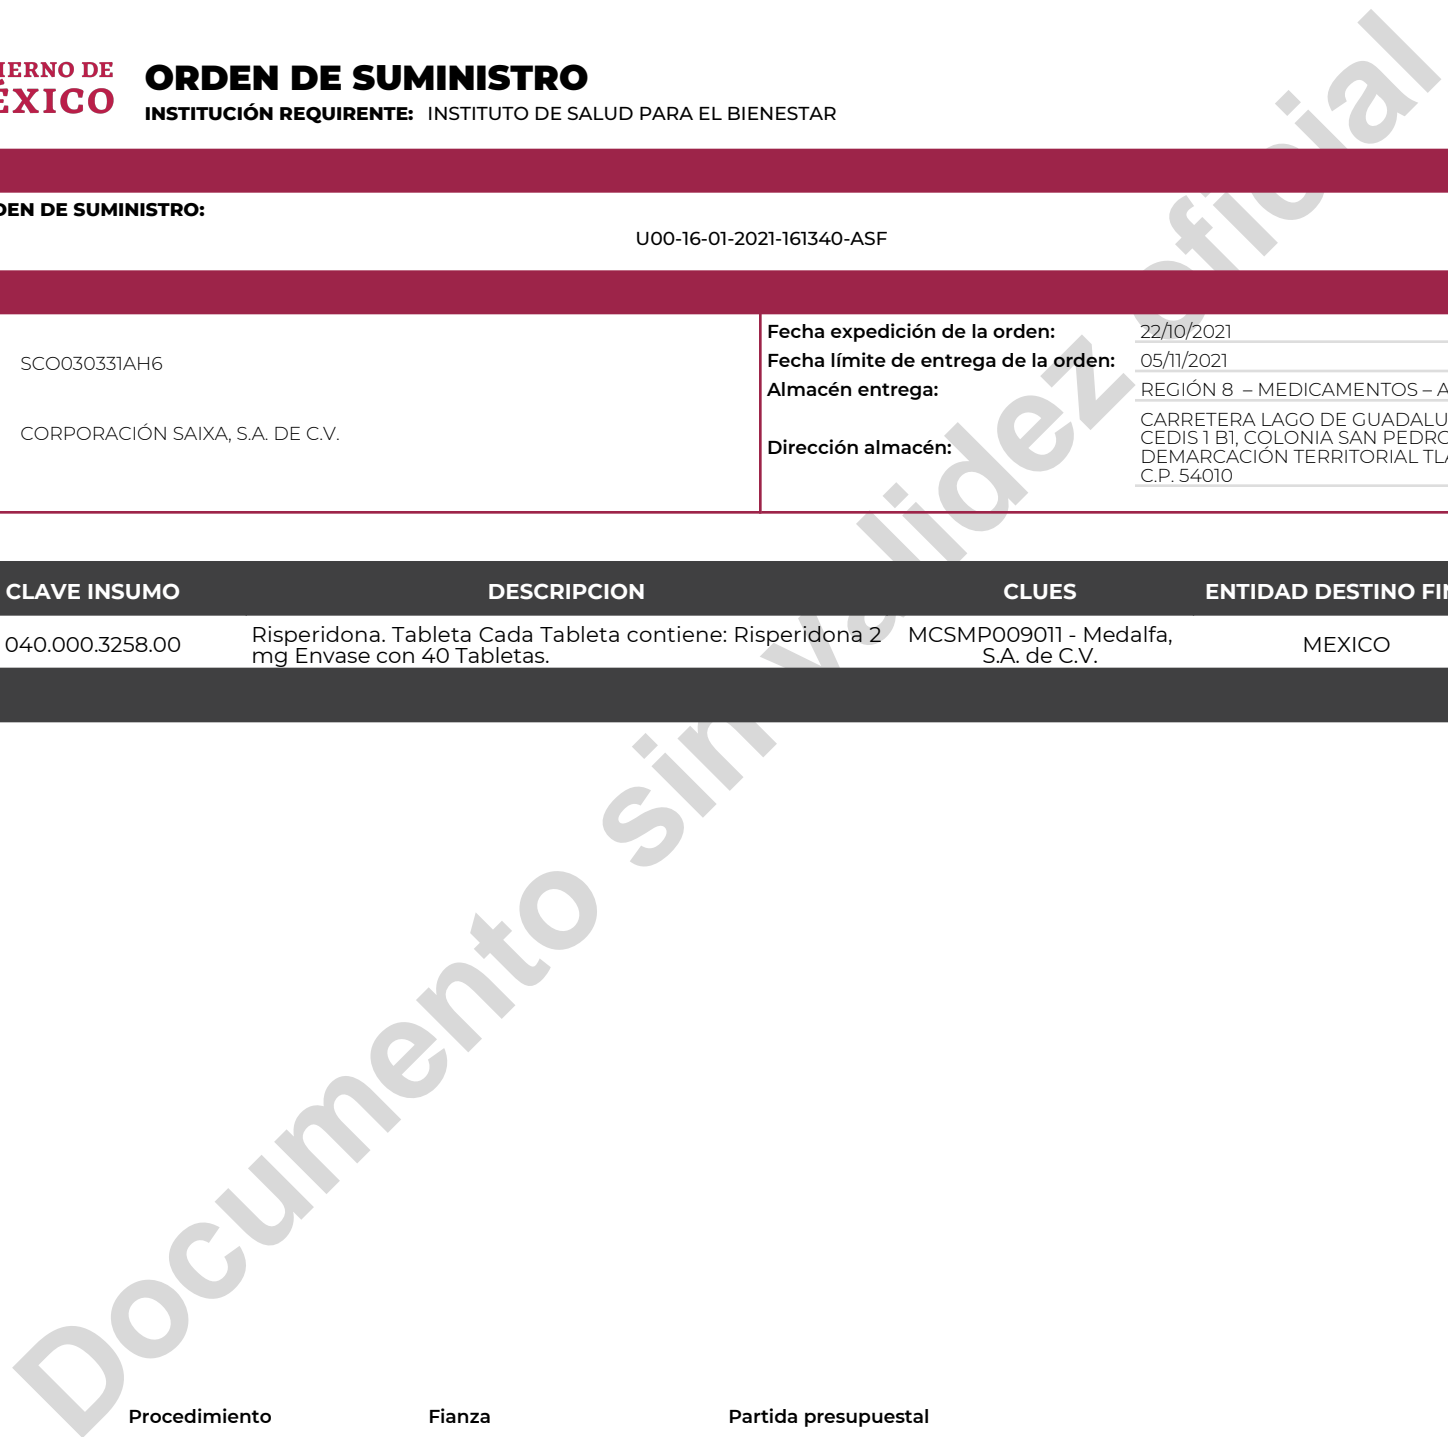 ORDEN DE SUMINISTRO
INSTITUCIÓN REQUIRENTE: INSTITUTO DE SALUD PARA EL BIENESTAR
DE
XICO
DE SUMINISTRO:
U00-16-01-2021-161340-ASF
SCO030331AH6
CORPORACIÓN SAIXA, S.A. DE C.V.
Fecha expedición de la orden: 22/10/2021
Fecha límite de entrega de la orden: 05/11/2021
Almacén entrega: REGIÓN 8 – MEDICAMENTOS – A
Dirección almacén:
CARRETERA LAGO DE GUADALU
CEDIS 1 B1, COLONIA SAN PEDRO
DEMARCACIÓN TERRITORIAL TLA
C.P. 54010
CLAVE INSUMO DESCRIPCION CLUES ENTIDAD DESTINO FIN
040.000.3258.00
Risperidona. Tableta Cada Tableta contiene: Risperidona 2
mg Envase con 40 Tabletas.
MCSMP009011 - Medalfa,
S.A. de C.V.
MEXICO
Documento sin validez oficial
Procedimiento Fianza Partida presupuestal